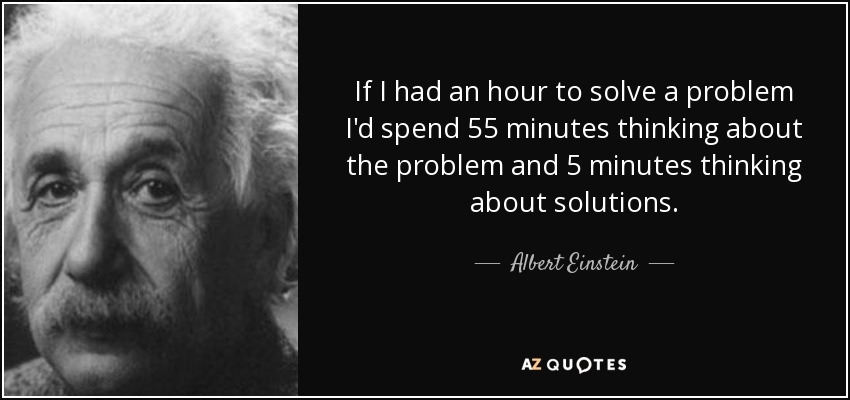 If I had an hour to solve a problem
I'd spend 55 minutes thinking about
the problem and 5 minutes thinking
about solutions.
Albert Einstein
AZ QUOTES